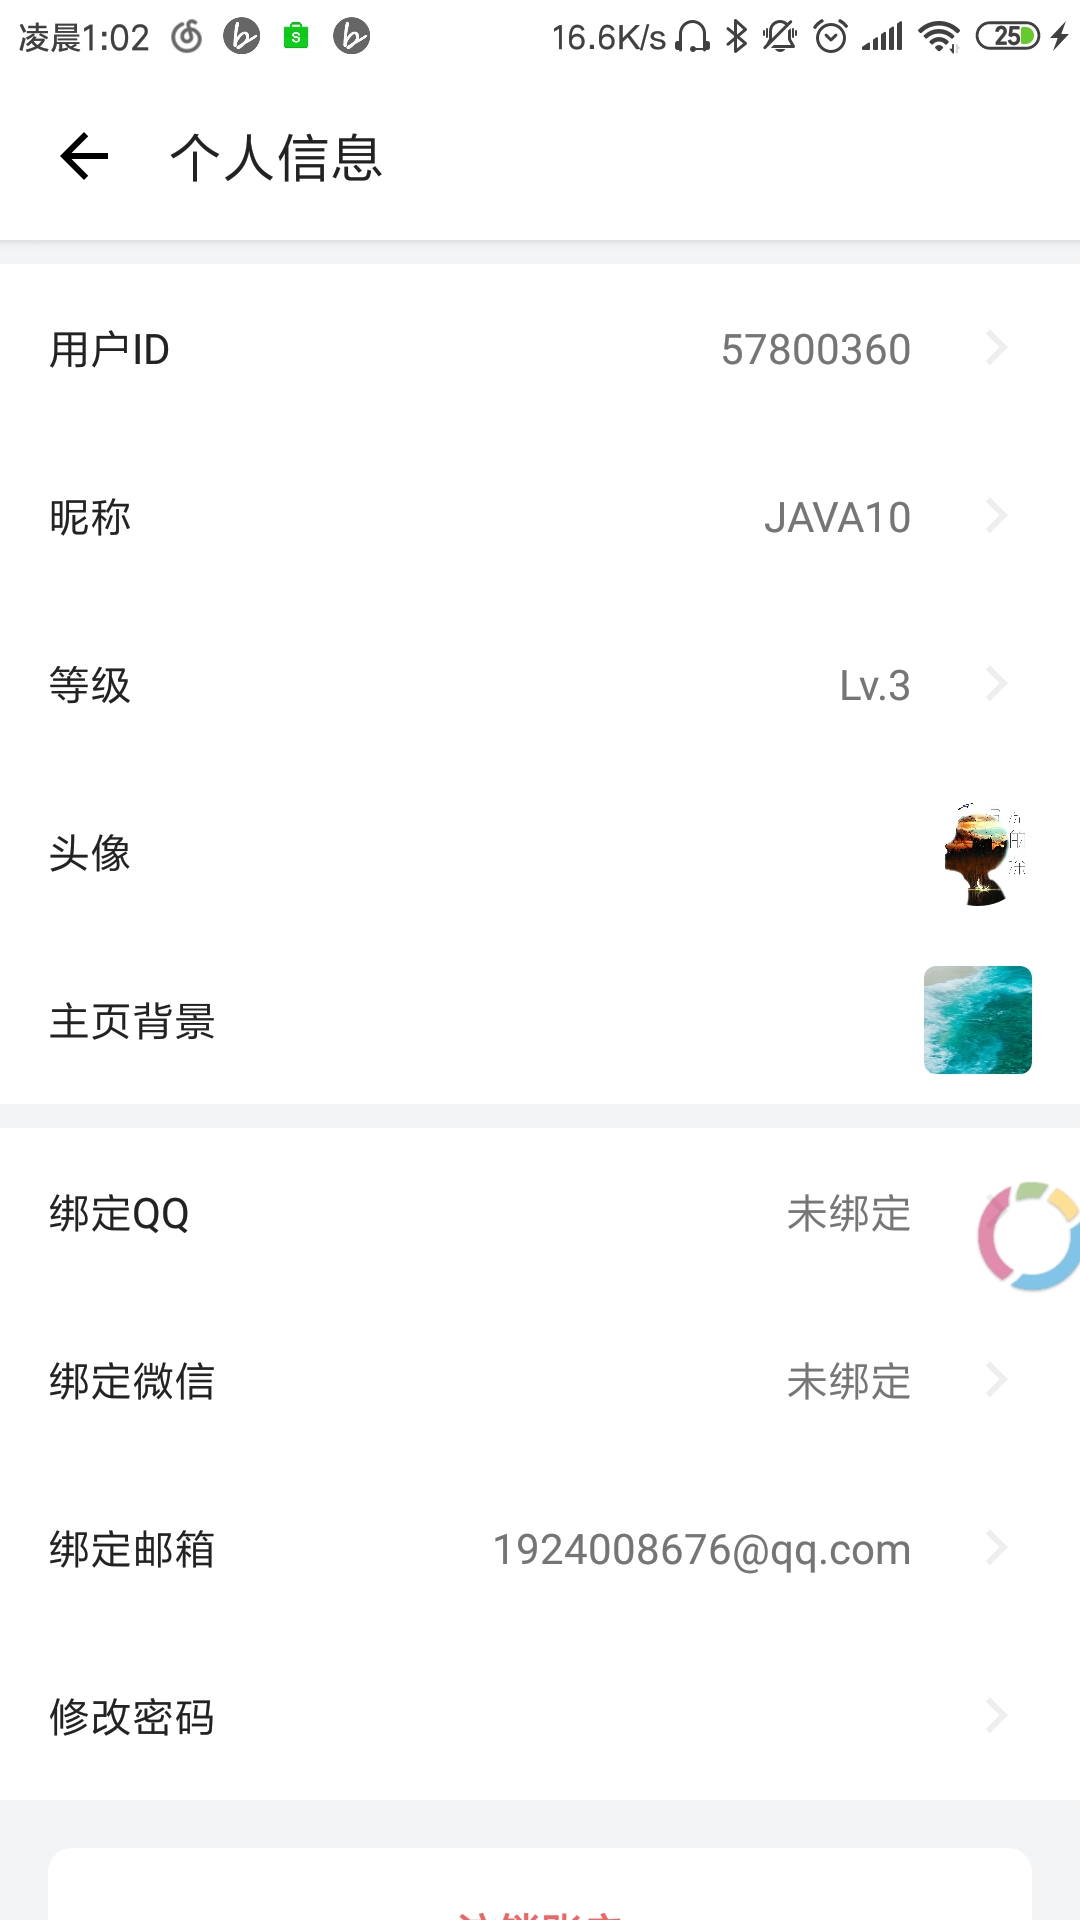 凌晨1:02 16.6K/s 25
个人信息
用户ID 57800360
昵称 JAVA10
等级 Lv.3
头像
主页背景
绑定QQ 未绑定
绑定微信 未绑定
绑定邮箱 1924008676@qq.com
修改密码